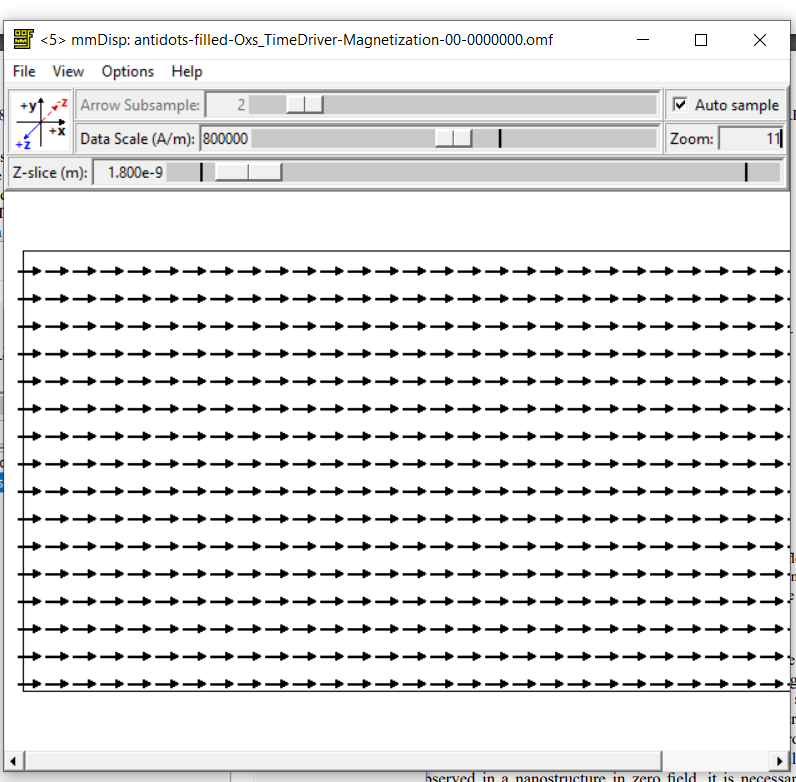 <5> mmDisp: antidots-filled-Oxs_TimeDriver-Magnetization-00-0000000.omf
File View Options Help
+y -z +x +z
Arrow Subsample: 2
Auto sample
Data Scale (A/m): 800000
Zoom: 11
Z-slice (m): 1.800e-9
observed in a nanostructure in zero field, it is necessar